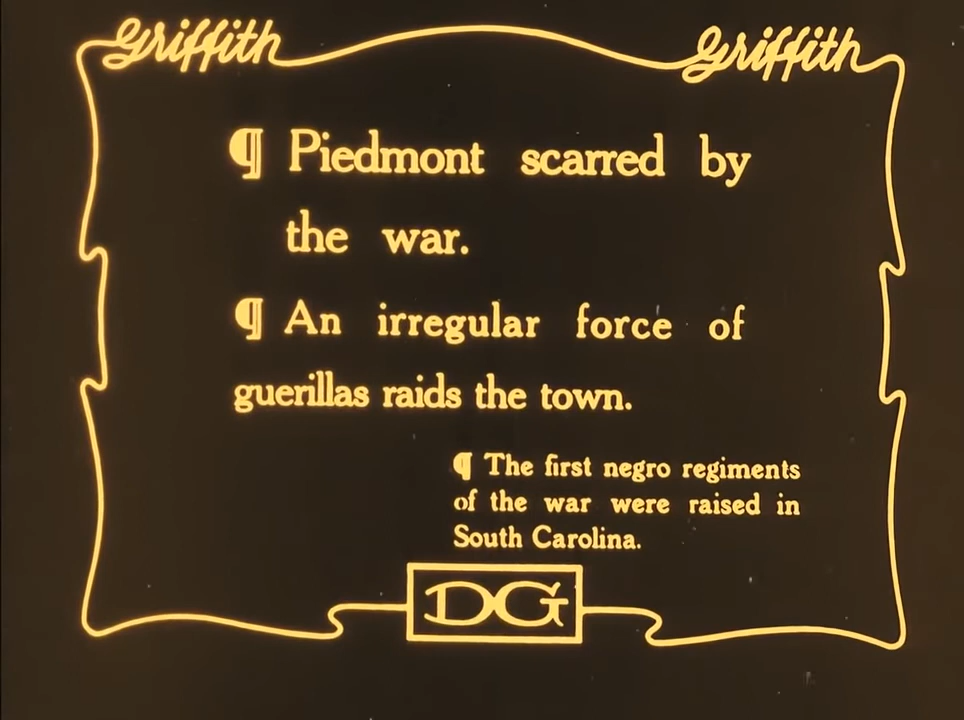 Griffith Griffith
¶ Piedmont scarred by
the war.
¶ An irregular force of
guerillas raids the town.
¶ The first negro regiments
of the war were raised in
South Carolina.
DG